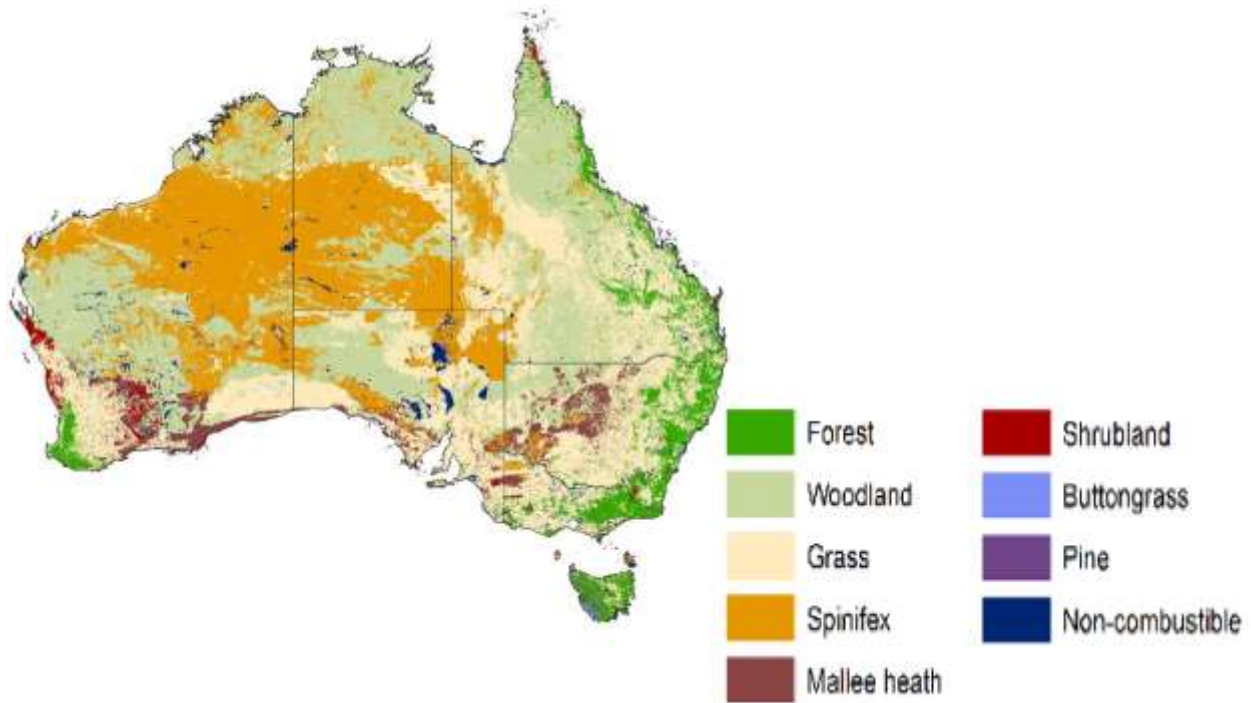 Forest
Woodland
Grass
Spinifex
Mallee heath
Shrubland
Buttongrass
Pine
Non-combustible